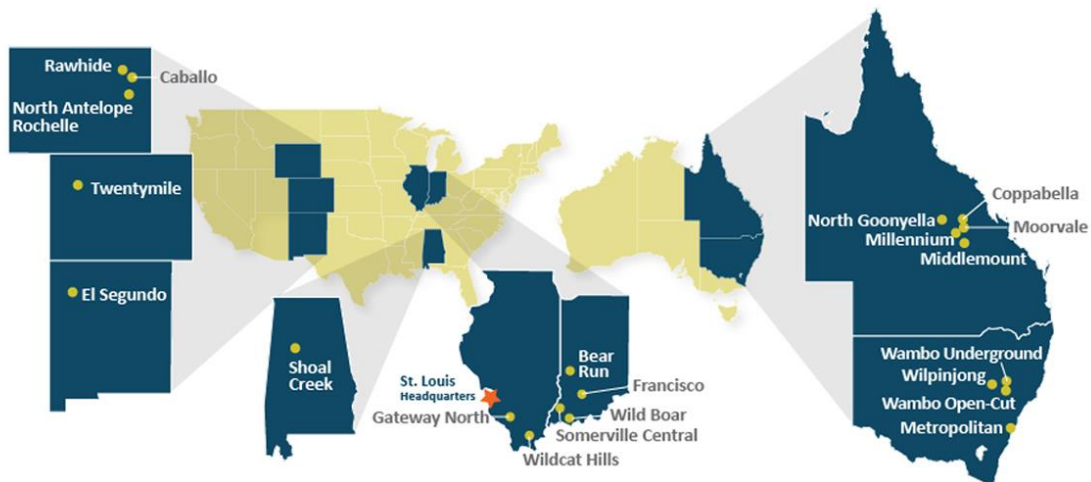 Rawhide
Caballo
North Antelope
Rochelle
Twentymile
El Segundo
Shoal
Creek
St. Louis
Headquarters
Gateway North
Wildcat Hills
Bear
Run
Francisco
Wild Boar
Somerville Central
Coppabella
North Goonyella
Moorvale
Millennium
Middlemount
Wambo Underground
Wilpinjong
Wambo Open-Cut
Metropolitan